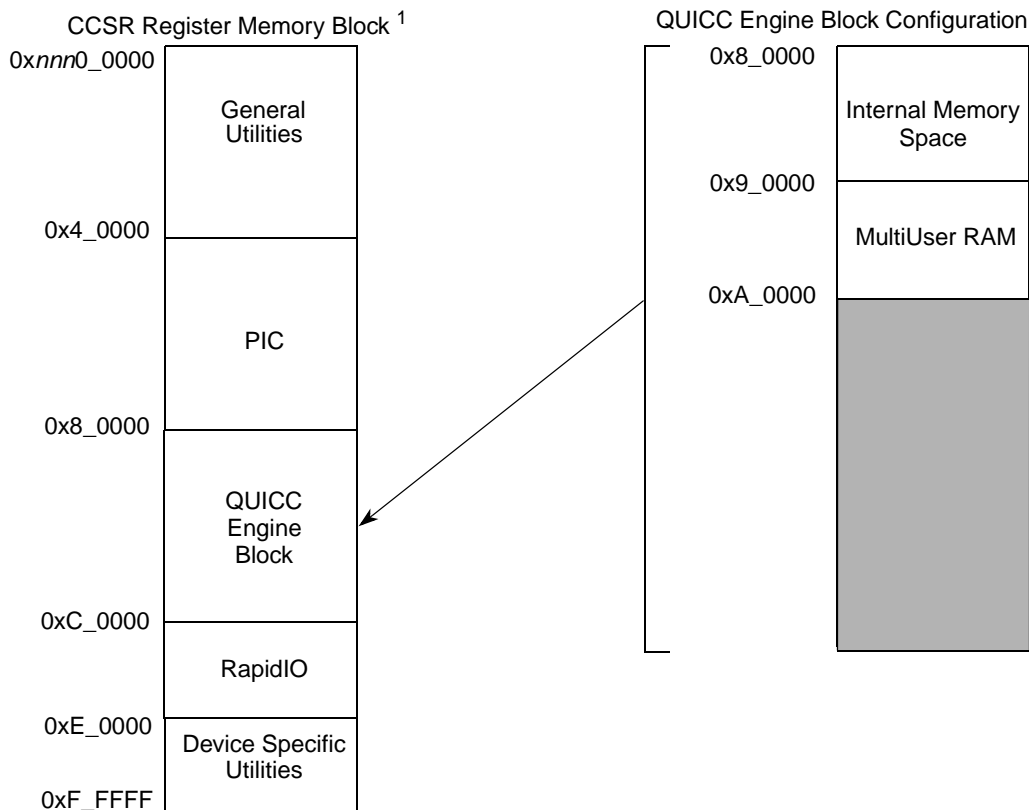 CCSR Register Memory Block 1
0xnnn0_0000
General
Utilities
0x4_0000
PIC
0x8_0000
QUICC
Engine
Block
0xC_0000
RapidIO
0xE_0000
Device Specific
Utilities
0xF_FFFF
QUICC Engine Block Configuration
0x8_0000
Internal Memory
Space
0x9_0000
MultiUser RAM
0xA_0000